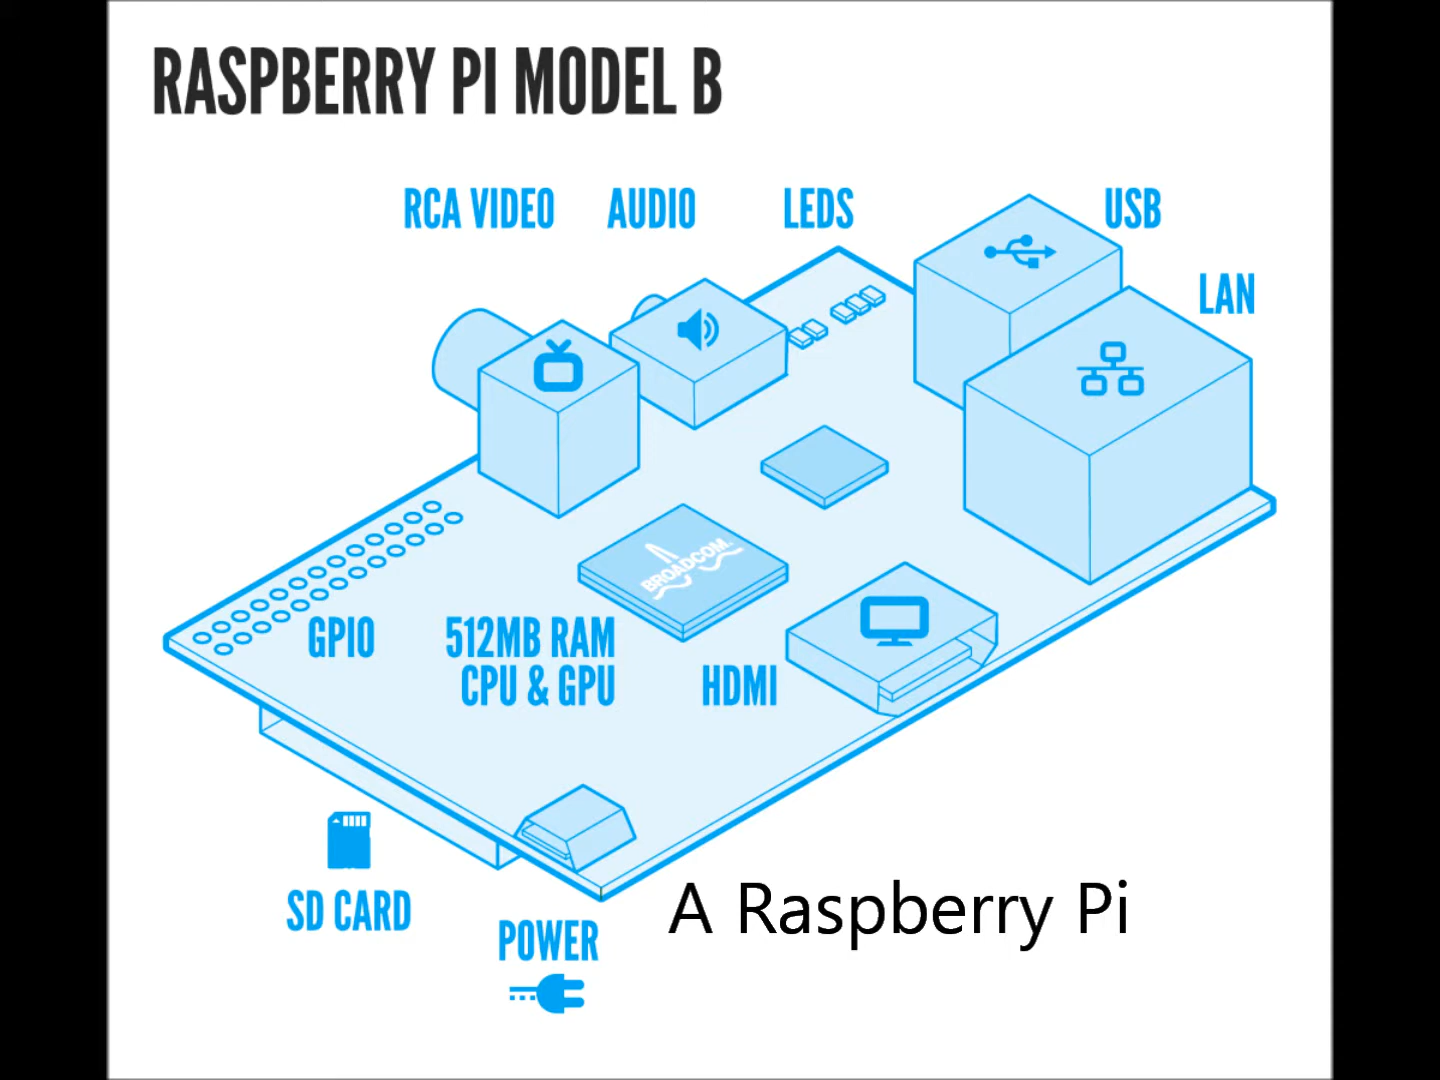 RASPBERRY PI MODEL B
RCA VIDEO
AUDIO
LEDS
USB
LAN
BROADCOM
GPIO
512MB RAM
CPU & GPU
HDMI
SD CARD
POWER
A Raspberry Pi